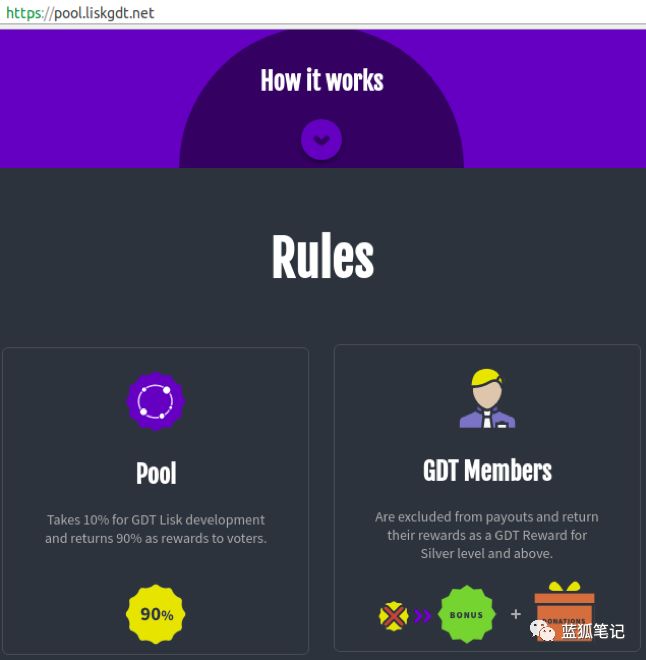 https://pool.liskgdt.net
How it works
Rules
Pool
Takes 10% for GDT Lisk development
and returns 90% as rewards to voters.
90%
GDT Members
Are excluded from payouts and return
their rewards as a GDT Reward for
Silver level and above.
BONUS
+
DONATIONS
蓝狐笔记